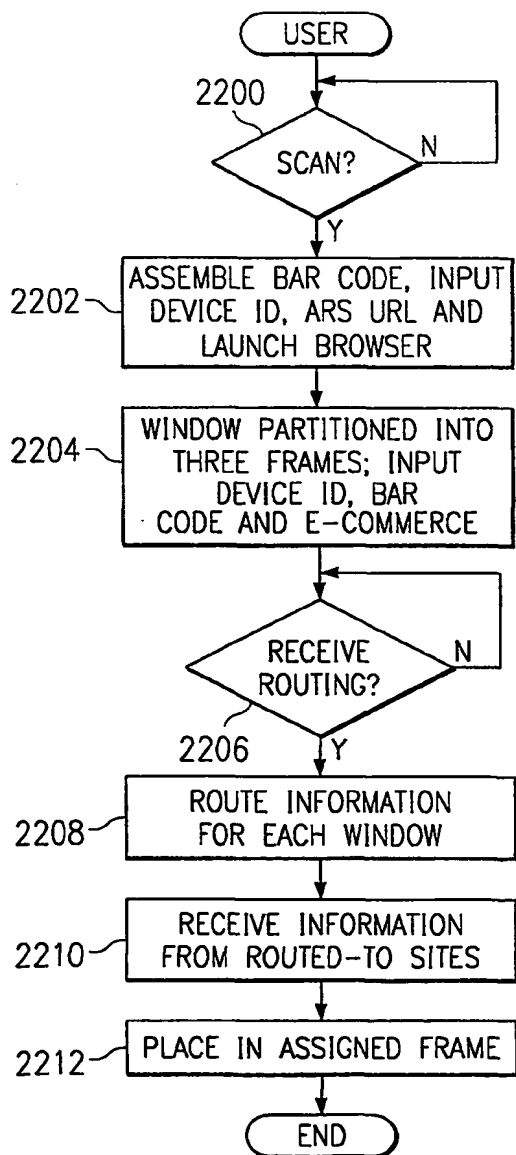 USER
2200
SCAN?
N
Y
2202
ASSEMBLE BAR CODE, INPUT
DEVICE ID, ARS URL AND
LAUNCH BROWSER
2204
WINDOW PARTITIONED INTO
THREE FRAMES; INPUT
DEVICE ID, BAR
CODE AND E-COMMERCE
RECEIVE
ROUTING?
N
2206
Y
2208
ROUTE INFORMATION
FOR EACH WINDOW
2210
RECEIVE INFORMATION
FROM ROUTED-TO SITES
2212
PLACE IN ASSIGNED FRAME
END